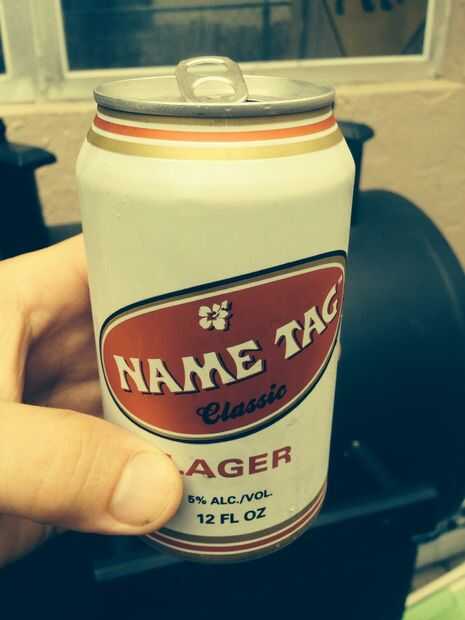 NAME TAG
Classic
LAGER
5% ALC./VOL.
12 FL OZ